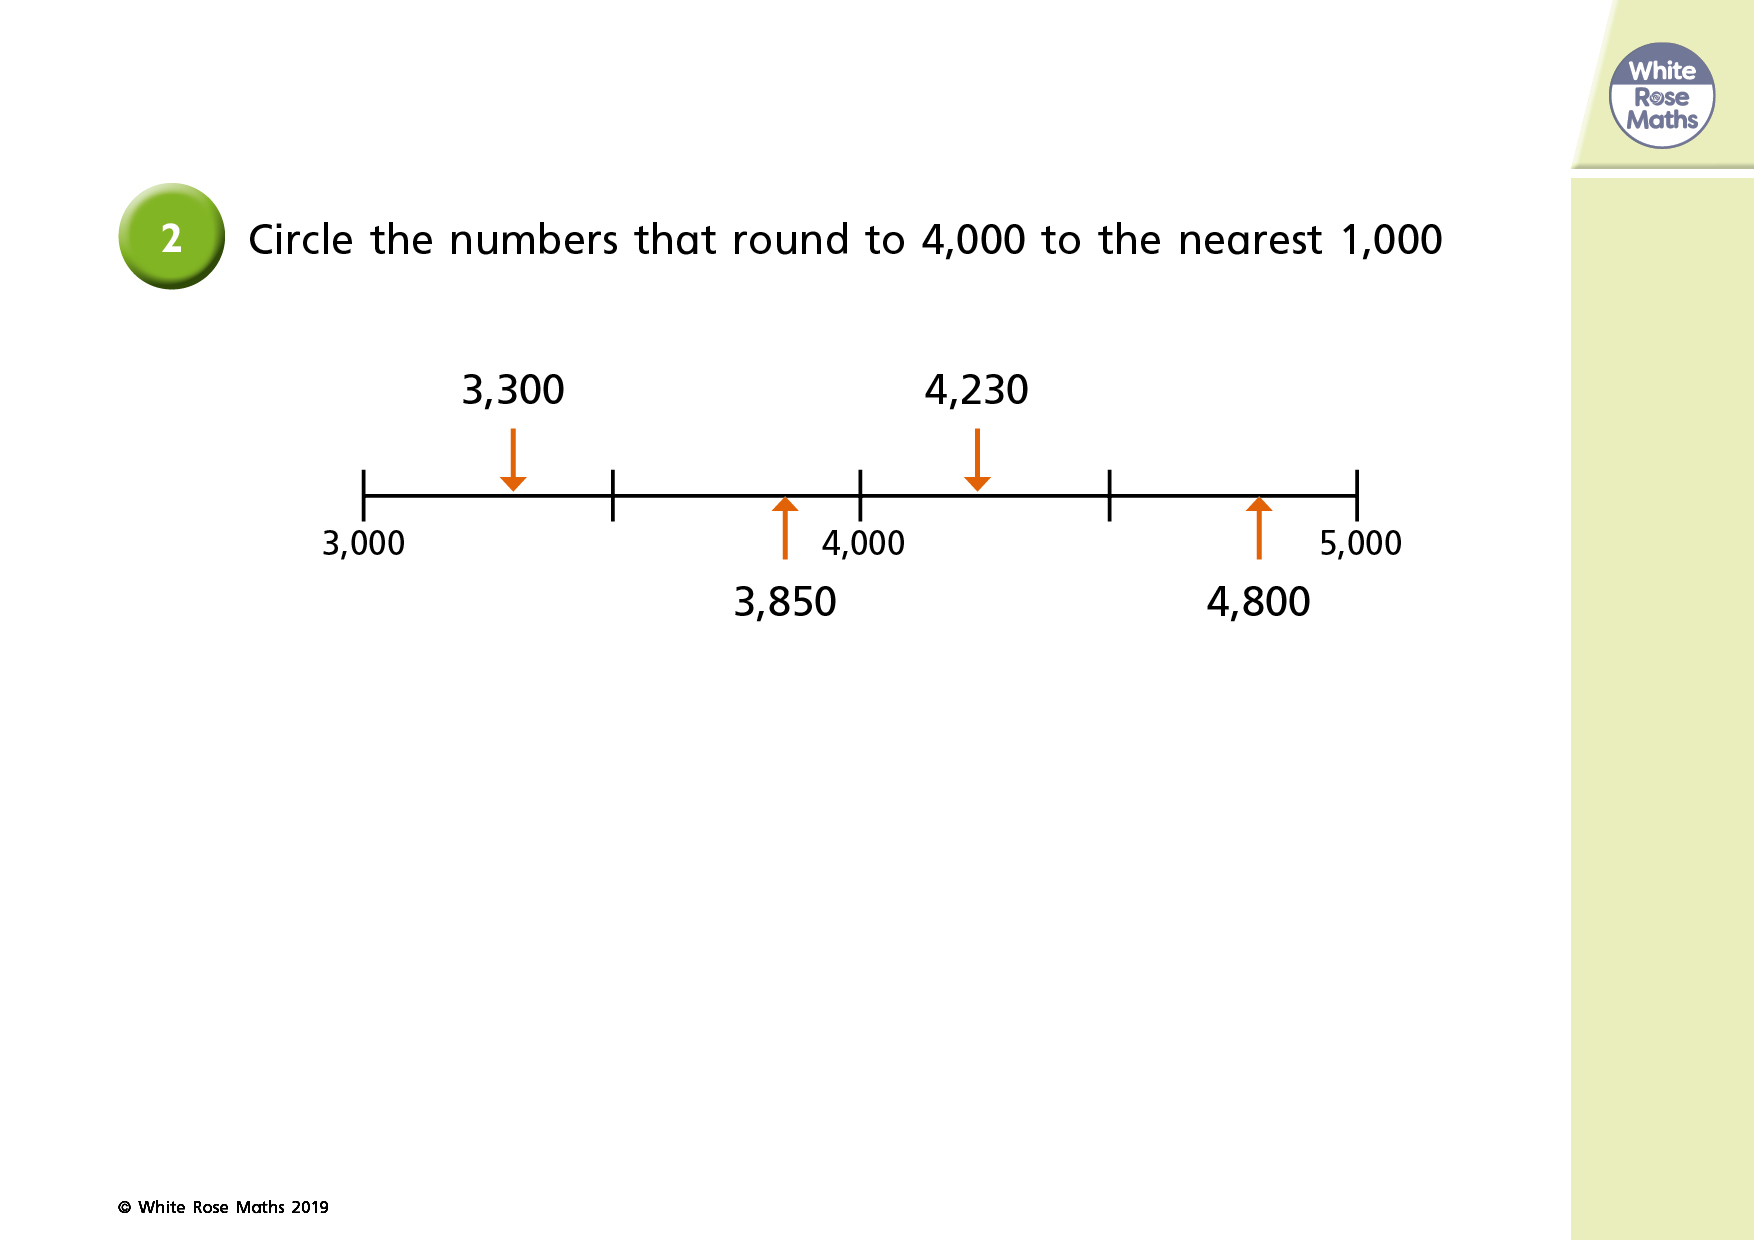 White
Rose
Maths
2 Circle the numbers that round to 4,000 to the nearest 1,000
3,300 4,230
3,000 4,000 5,000
3,850 4,800
© White Rose Maths 2019